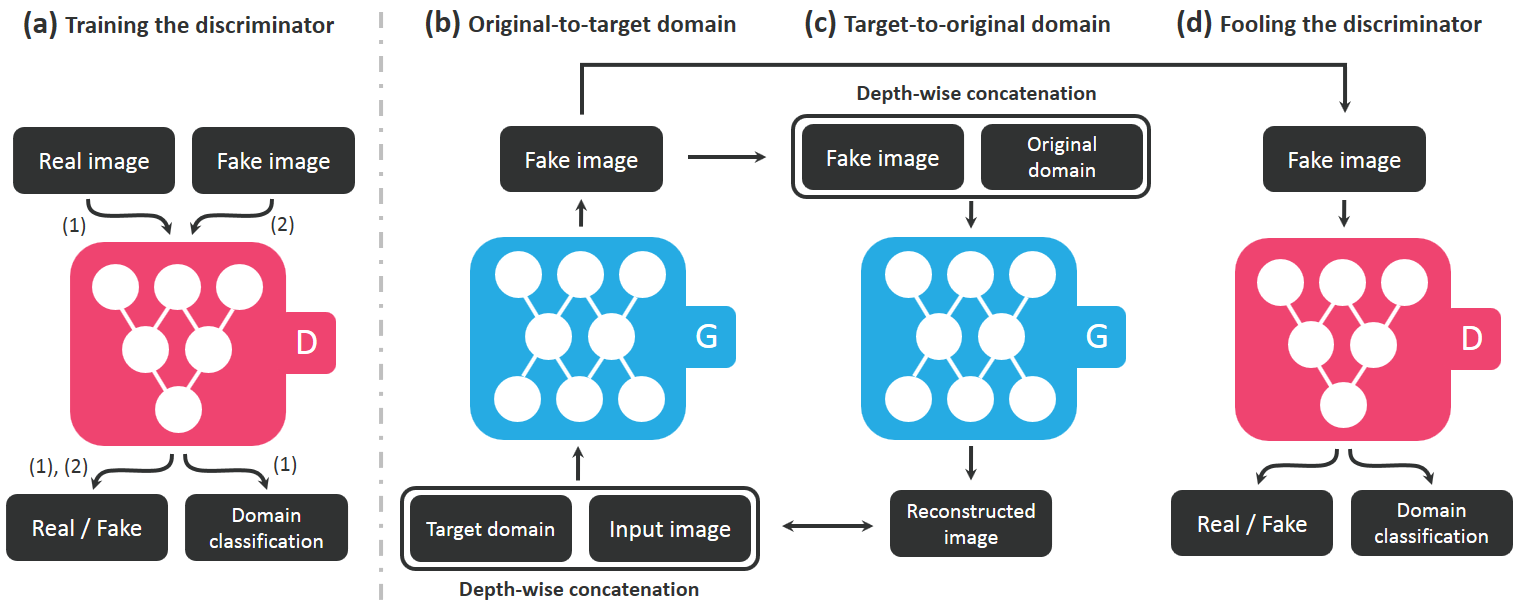 (a) Training the discriminator
(b) Original-to-target domain
(c) Target-to-original domain
(d) Fooling the discriminator
Depth-wise concatenation
Real image
Fake image
Fake image
Fake image
Original
domain
Fake image
(1)
(2)
D
G
G
D
(1), (2)
(1)
Real / Fake
Domain
classification
Target domain
Input image
Reconstructed
image
Real / Fake
Domain
classification
Depth-wise concatenation